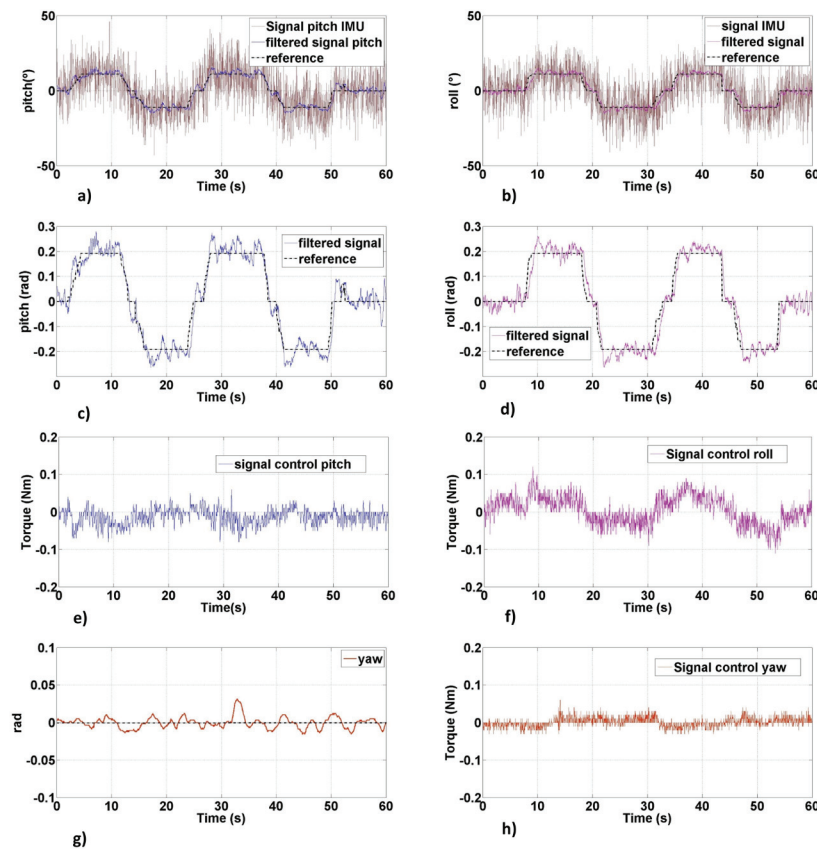 50
0
-50
pitch(°)
0 10 20 30 40 50 60
Time (s)
Signal pitch IMU
filtered signal pitch
reference
a)
50
0
-50
roll (°)
0 10 20 30 40 50 60
Time (s)
signal IMU
filtered signal
reference
b)
0.3
0.2
0.1
0
-0.1
-0.2
pitch (rad)
0 10 20 30 40 50 60
Time (s)
filtered signal
reference
c)
0.3
0.2
0.1
0
-0.1
-0.2
roll (rad)
0 10 20 30 40 50 60
Time (s)
filtered signal
reference
d)
0.2
0.1
0
-0.1
-0.2
Torque (Nm)
0 10 20 30 40 50 60
Time(s)
signal control pitch
e)
0.2
0.1
0
-0.1
-0.2
Torque (Nm)
0 10 20 30 40 50 60
Time (s)
Signal control roll
f)
0.1
0.05
0
-0.05
-0.1
rad
0 10 20 30 40 50 60
Time (s)
yaw
g)
0.2
0.1
0
-0.1
-0.2
Torque (Nm)
0 10 20 30 40 50 60
Time (s)
Signal control yaw
h)